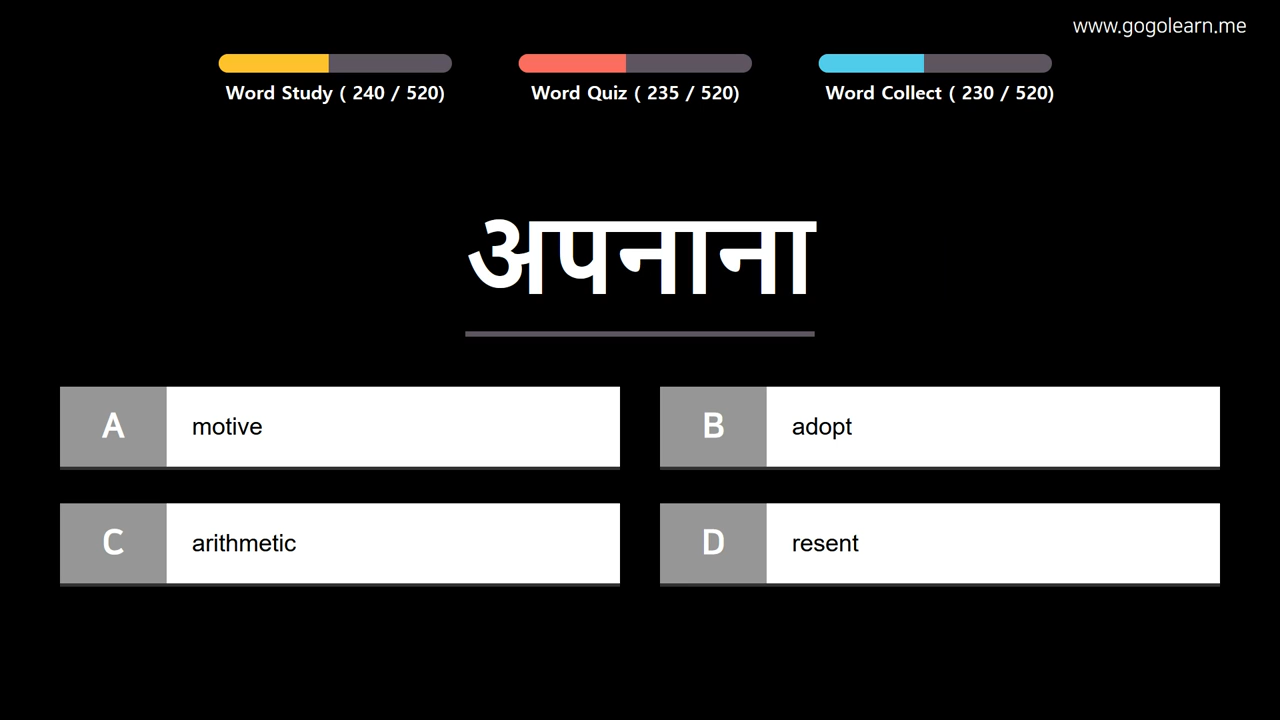 www.gogolearn.me
Word Study ( 240 / 520)
Word Quiz ( 235 / 520)
Word Collect ( 230 / 520)
अपनाना
A motive
B adopt
C arithmetic
D resent